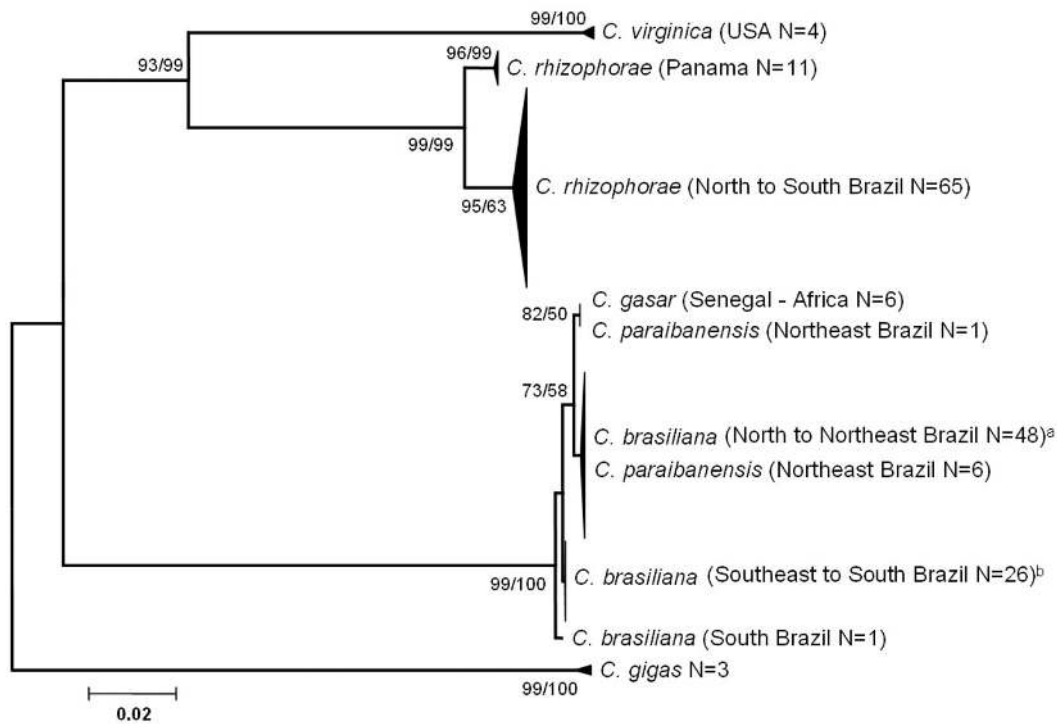 99/100
C. virginica (USA N=4)
93/99
96/99
C. rhizophorae (Panama N=11)
99/99
C. rhizophorae (North to South Brazil N=65)
95/63
C. gasar (Senegal - Africa N=6)
82/50
C. paraibanensis (Northeast Brazil N=1)
73/58
C. brasiliana (North to Northeast Brazil N=48)ᵃ
C. paraibanensis (Northeast Brazil N=6)
99/100
C. brasiliana (Southeast to South Brazil N=26)ᵇ
C. brasiliana (South Brazil N=1)
C. gigas N=3
99/100
0.02